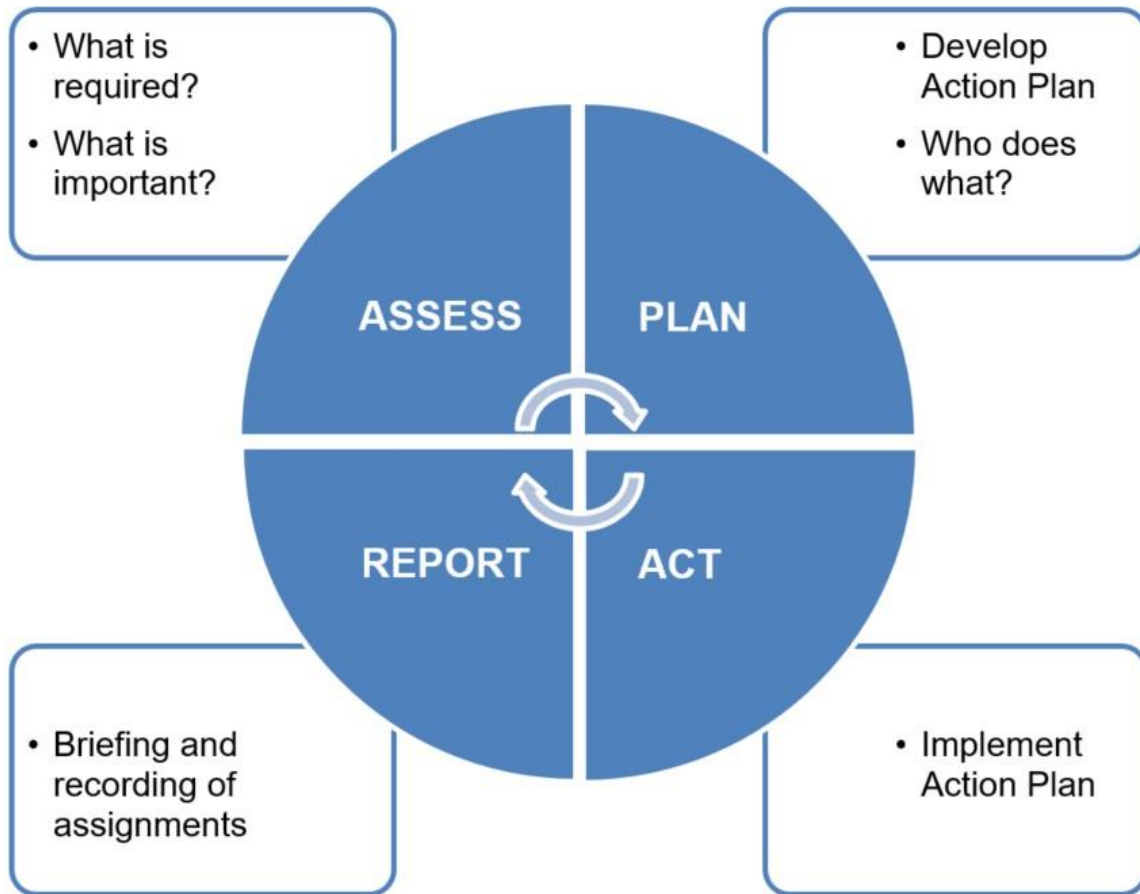 • What is
required?
• What is
important?
• Develop
Action Plan
• Who does
what?
ASSESS
PLAN
REPORT
ACT
• Briefing and
recording of
assignments
• Implement
Action Plan